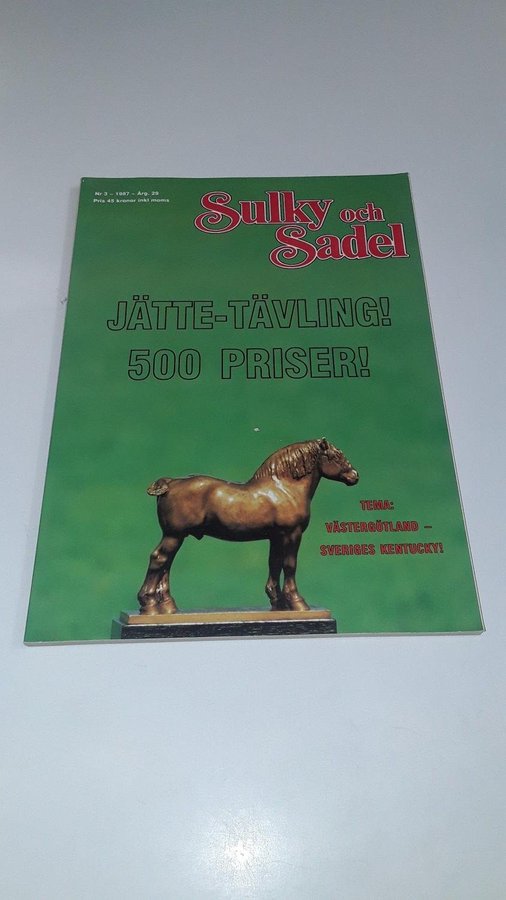 Nr 3 – 1987 – Årg. 29
Pris 45 kronor inkl moms
Sulky och
Sadel
JÄTTE-TÄVLING!
500 PRISER!
TEMA:
VÄSTERGÖTLAND –
SVERIGES KENTUCKY!